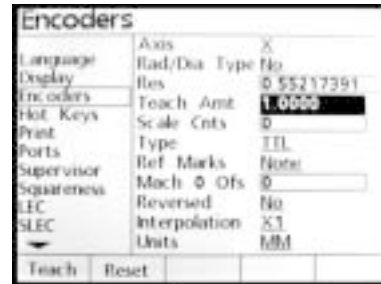 Encoders
Language
Display
Encoders
Hot Keys
Print
Ports
Supervisor
Squareness
LEC
SLEC
Axis X
Rad/Dia Type No
Res 0.55217391
Teach Amt 1.0000
Scale Cnts 0
Type TTL
Ref Marks None
Mach 0 Ofs 0
Reversed No
Interpolation X1
Units MM
Teach Reset